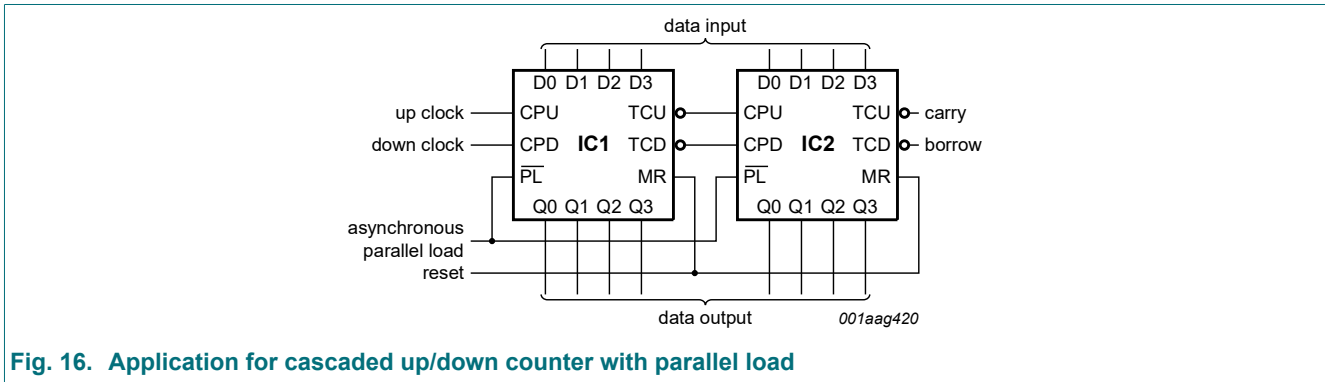 data input
D0 D1 D2 D3 D0 D1 D2 D3
up clock CPU TCU CPU TCU carry
down clock CPD IC1 TCD CPD IC2 TCD borrow
PL MR PL MR
Q0 Q1 Q2 Q3 Q0 Q1 Q2 Q3
asynchronous
parallel load
reset
data output 001aag420
Fig. 16. Application for cascaded up/down counter with parallel load